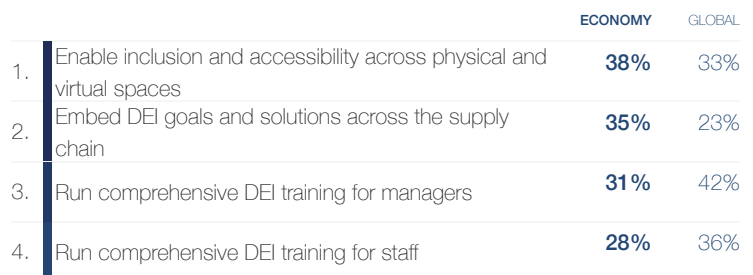 ECONOMY GLOBAL
1. Enable inclusion and accessibility across physical and
virtual spaces 38% 33%
2. Embed DEI goals and solutions across the supply
chain 35% 23%
3. Run comprehensive DEI training for managers 31% 42%
4. Run comprehensive DEI training for staff 28% 36%